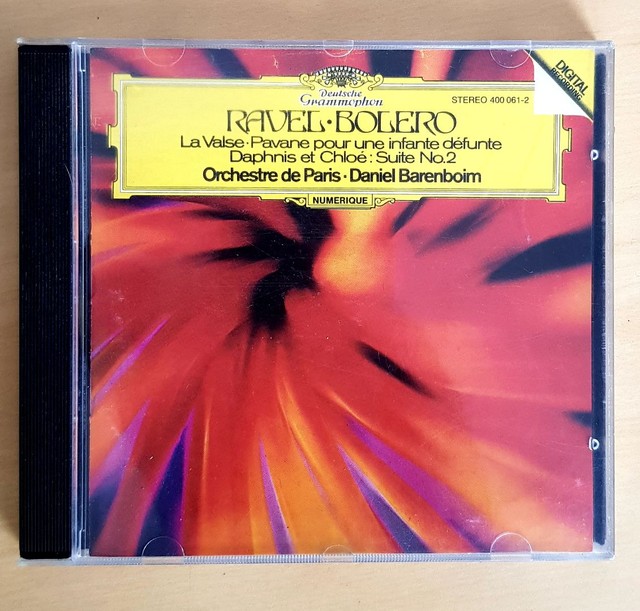 DIGITAL
RECORDING
Deutsche
Grammophon
STEREO 400 061-2
RAVEL·BOLERO
La Valse·Pavane pour une infante défunte
Daphnis et Chloé: Suite No.2
Orchestre de Paris·Daniel Barenboim
NUMERIQUE